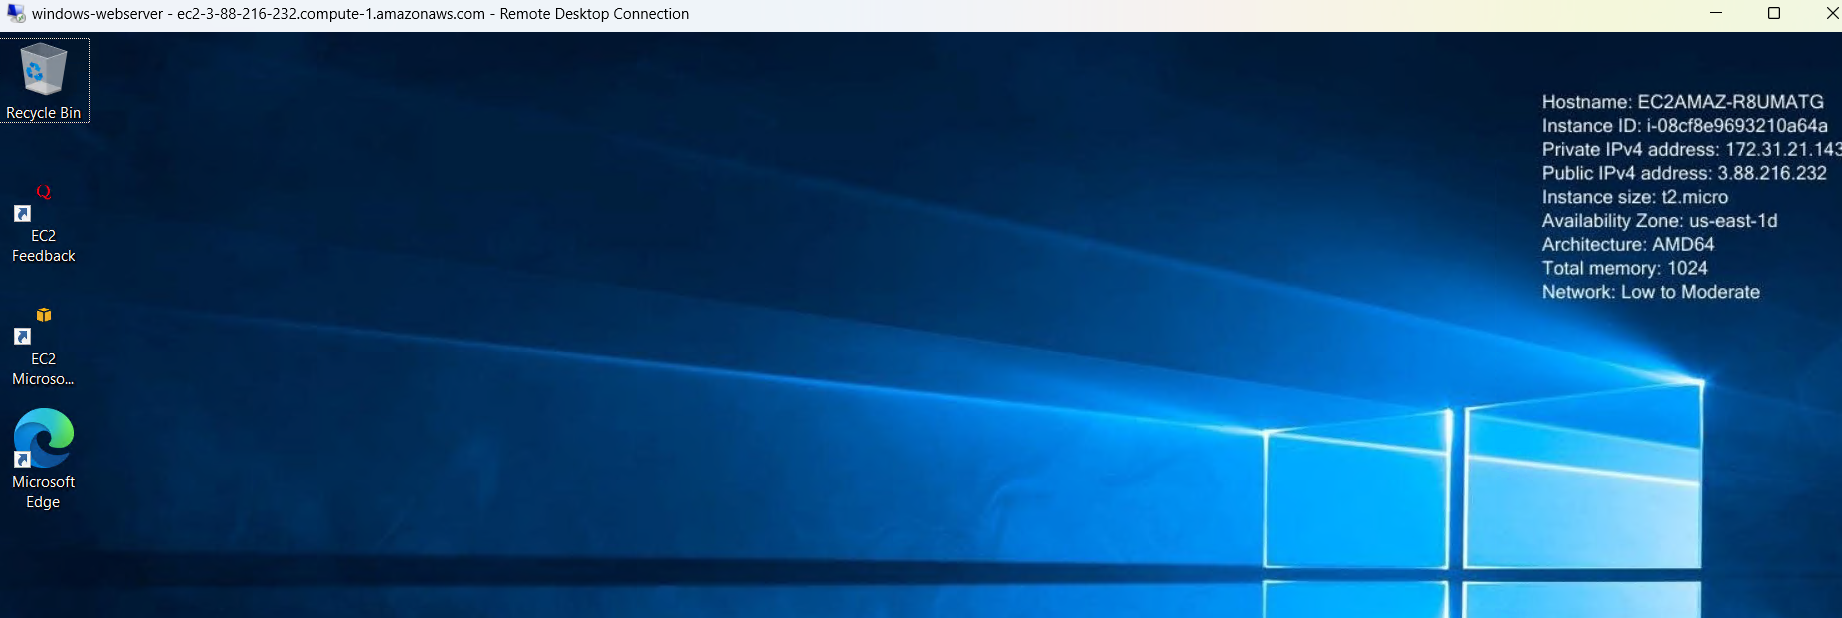 windows-webserver - ec2-3-88-216-232.compute-1.amazonaws.com - Remote Desktop Connection
Recycle Bin
EC2
Feedback
EC2
Microso...
Microsoft
Edge
Hostname: EC2AMAZ-R8UMATG
Instance ID: i-08cf8e9693210a64a
Private IPv4 address: 172.31.21.143
Public IPv4 address: 3.88.216.232
Instance size: t2.micro
Availability Zone: us-east-1d
Architecture: AMD64
Total memory: 1024
Network: Low to Moderate